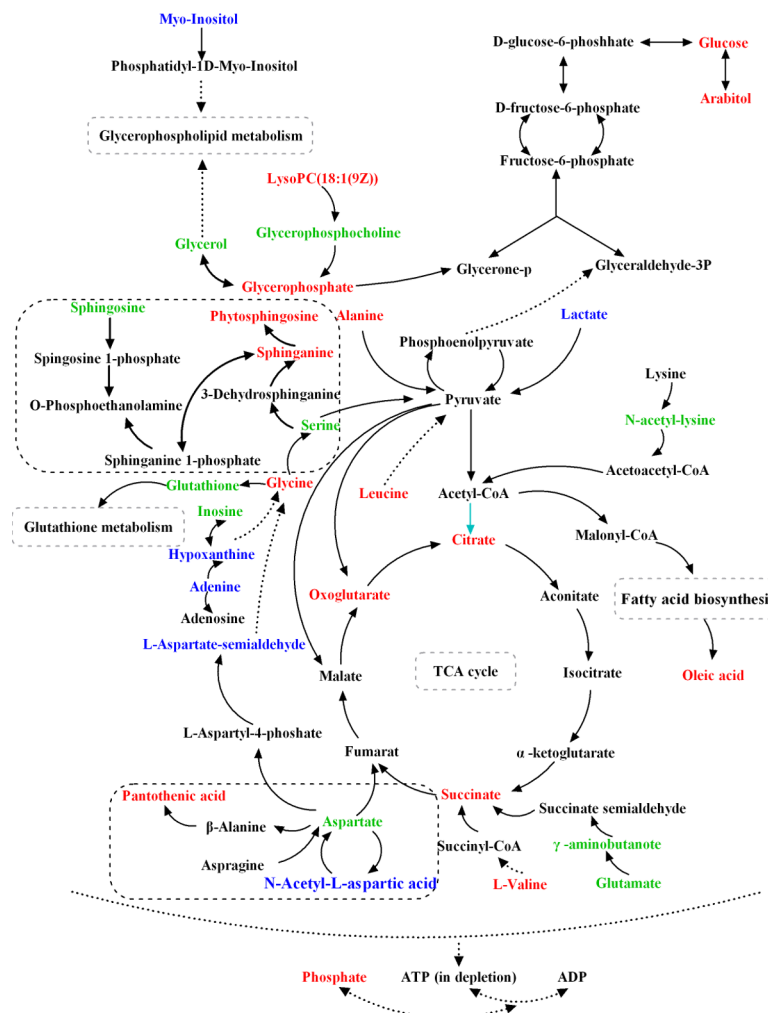 Myo-Inositol
D-glucose-6-phoshhate
Glucose
Phosphatidyl-1D-Myo-Inositol
Arabitol
D-fructose-6-phosphate
Glycerophospholipid metabolism
Fructose-6-phosphate
LysoPC(18:1(9Z))
Glycerophosphocholine
Glycerol
Glycerone-p
Glyceraldehyde-3P
Glycerophosphate
Sphingosine
Phytosphingosine
Alanine
Lactate
Phosphoenolpyruvate
Spingosine 1-phosphate
Sphinganine
Lysine
3-Dehydrosphinganine
Pyruvate
O-Phosphoethanolamine
N-acetyl-lysine
Serine
Sphinganine 1-phosphate
Acetoacetyl-CoA
Glutathione
Glycine
Leucine
Acetyl-CoA
Inosine
Glutathione metabolism
Malonyl-CoA
Citrate
Hypoxanthine
Adenine
Oxoglutarate
Aconitate
Fatty acid biosynthesi
Adenosine
L-Aspartate-semialdehyde
Malate
TCA cycle
Isocitrate
Oleic acid
L-Aspartyl-4-phoshate
Fumarat
α -ketoglutarate
Pantothenic acid
Succinate
Succinate semialdehyde
β-Alanine
Aspartate
Succinyl-CoA
γ -aminobutanote
Aspragine
N-Acetyl-L-aspartic acid
L-Valine
Glutamate
Phosphate
ATP (in depletion)
ADP